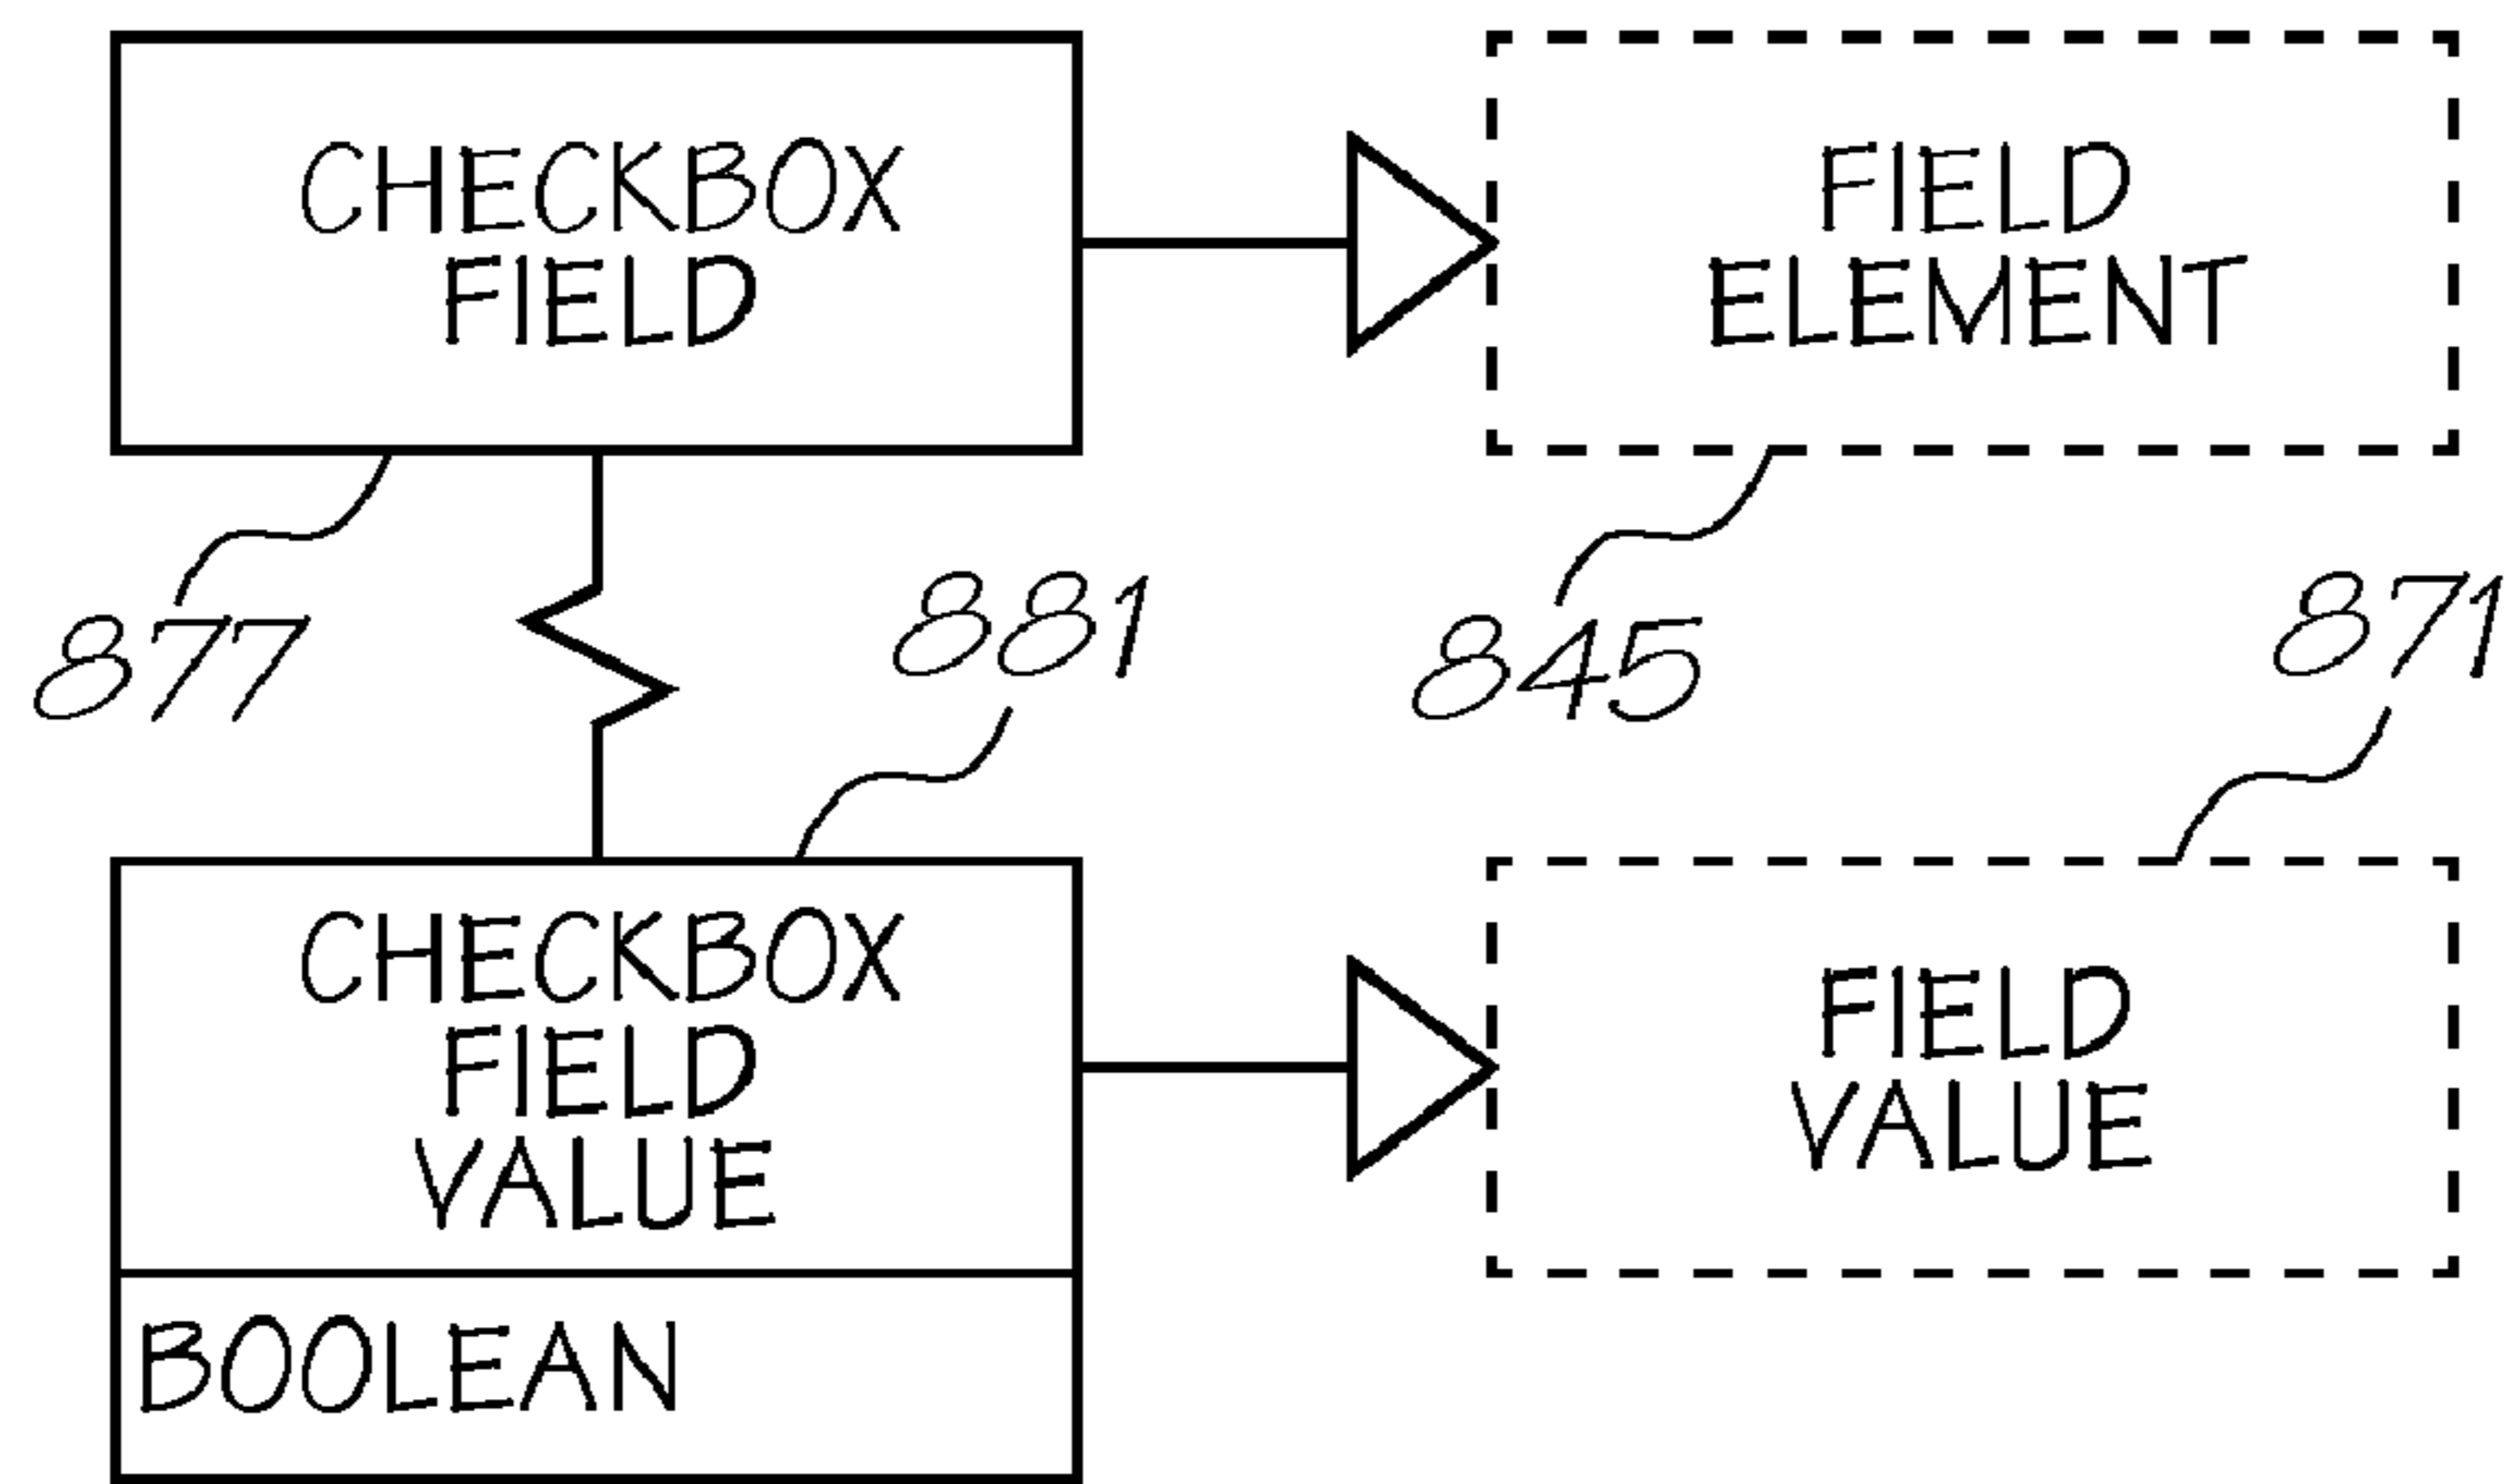 CHECKBOX
FIELD
FIELD
ELEMENT
877
881
845
871
CHECKBOX
FIELD
VALUE
FIELD
VALUE
BOOLEAN